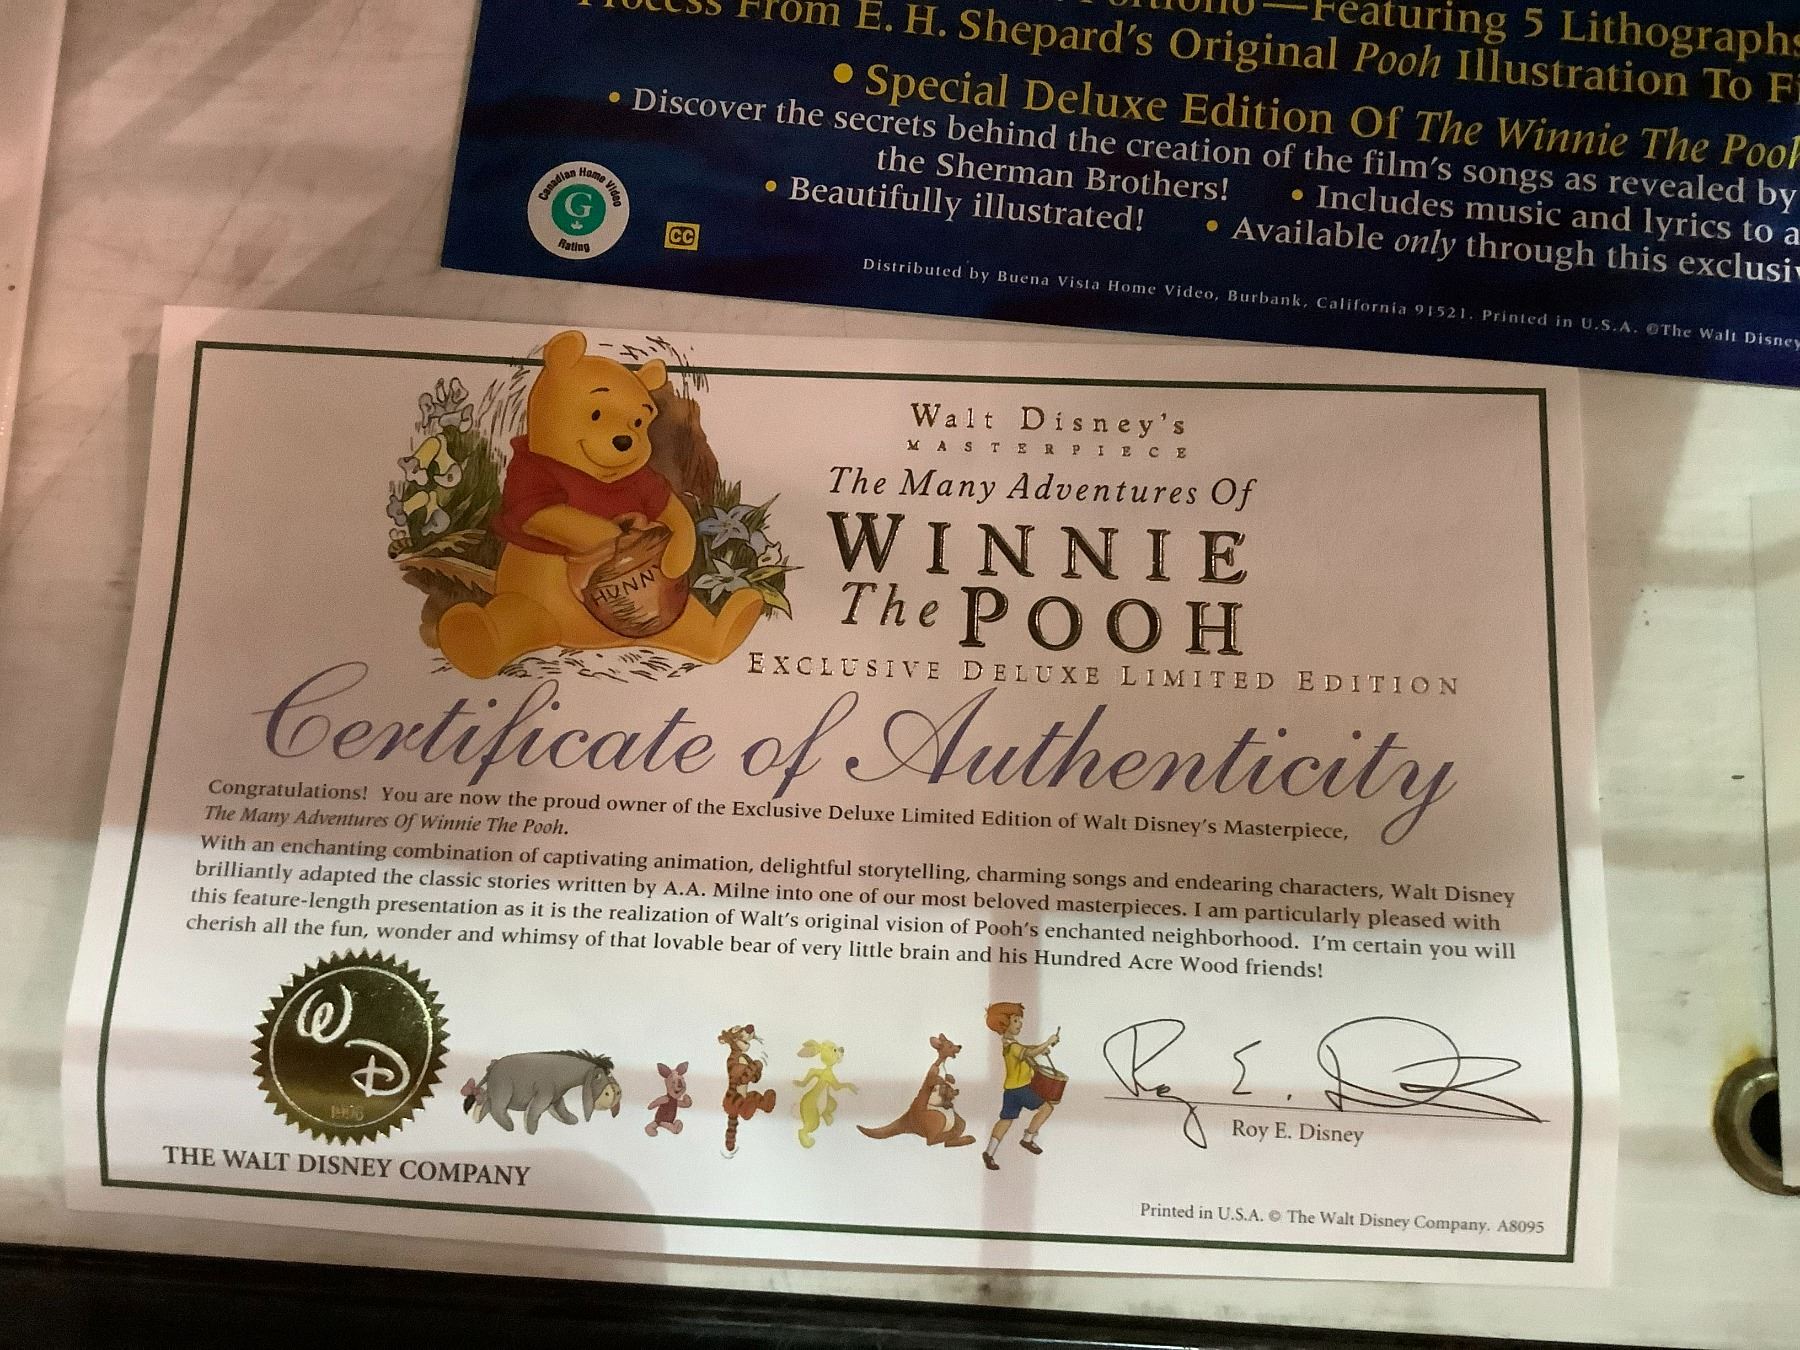 —Featuring 5 Lithographs
From E. H. Shepard's Original Pooh Illustration To
• Special Deluxe Edition Of The Winnie The Pooh
• Discover the secrets behind the creation of the film's songs as revealed by
the Sherman Brothers! • Includes music and lyrics to a
• Beautifully illustrated! • Available only through this
Canadian Home Video
G
Rating
CC
Distributed by Buena Vista Home Video, Burbank, California 91521. Printed in U.S.A. ©The Walt Disney
Walt Disney's
MASTERPIECE
The Many Adventures Of
WINNIE
The POOH
EXCLUSIVE DELUXE LIMITED EDITION
HUNNY
Certificate of Authenticity
Congratulations! You are now the proud owner of the Exclusive Deluxe Limited Edition of Walt Disney's Masterpiece,
The Many Adventures Of Winnie The Pooh.
With an enchanting combination of captivating animation, delightful storytelling, charming songs and endearing characters, Walt Disney
brilliantly adapted the classic stories written by A.A. Milne into one of our most beloved masterpieces. I am particularly pleased with
this feature-length presentation as it is the realization of Walt's original vision of Pooh's enchanted neighborhood. I'm certain you will
cherish all the fun, wonder and whimsy of that lovable bear of very little brain and his Hundred Acre Wood friends!
WD
1996
THE WALT DISNEY COMPANY
Roy E. Disney
Roy E. Disney
Printed in U.S.A. © The Walt Disney Company. A8095